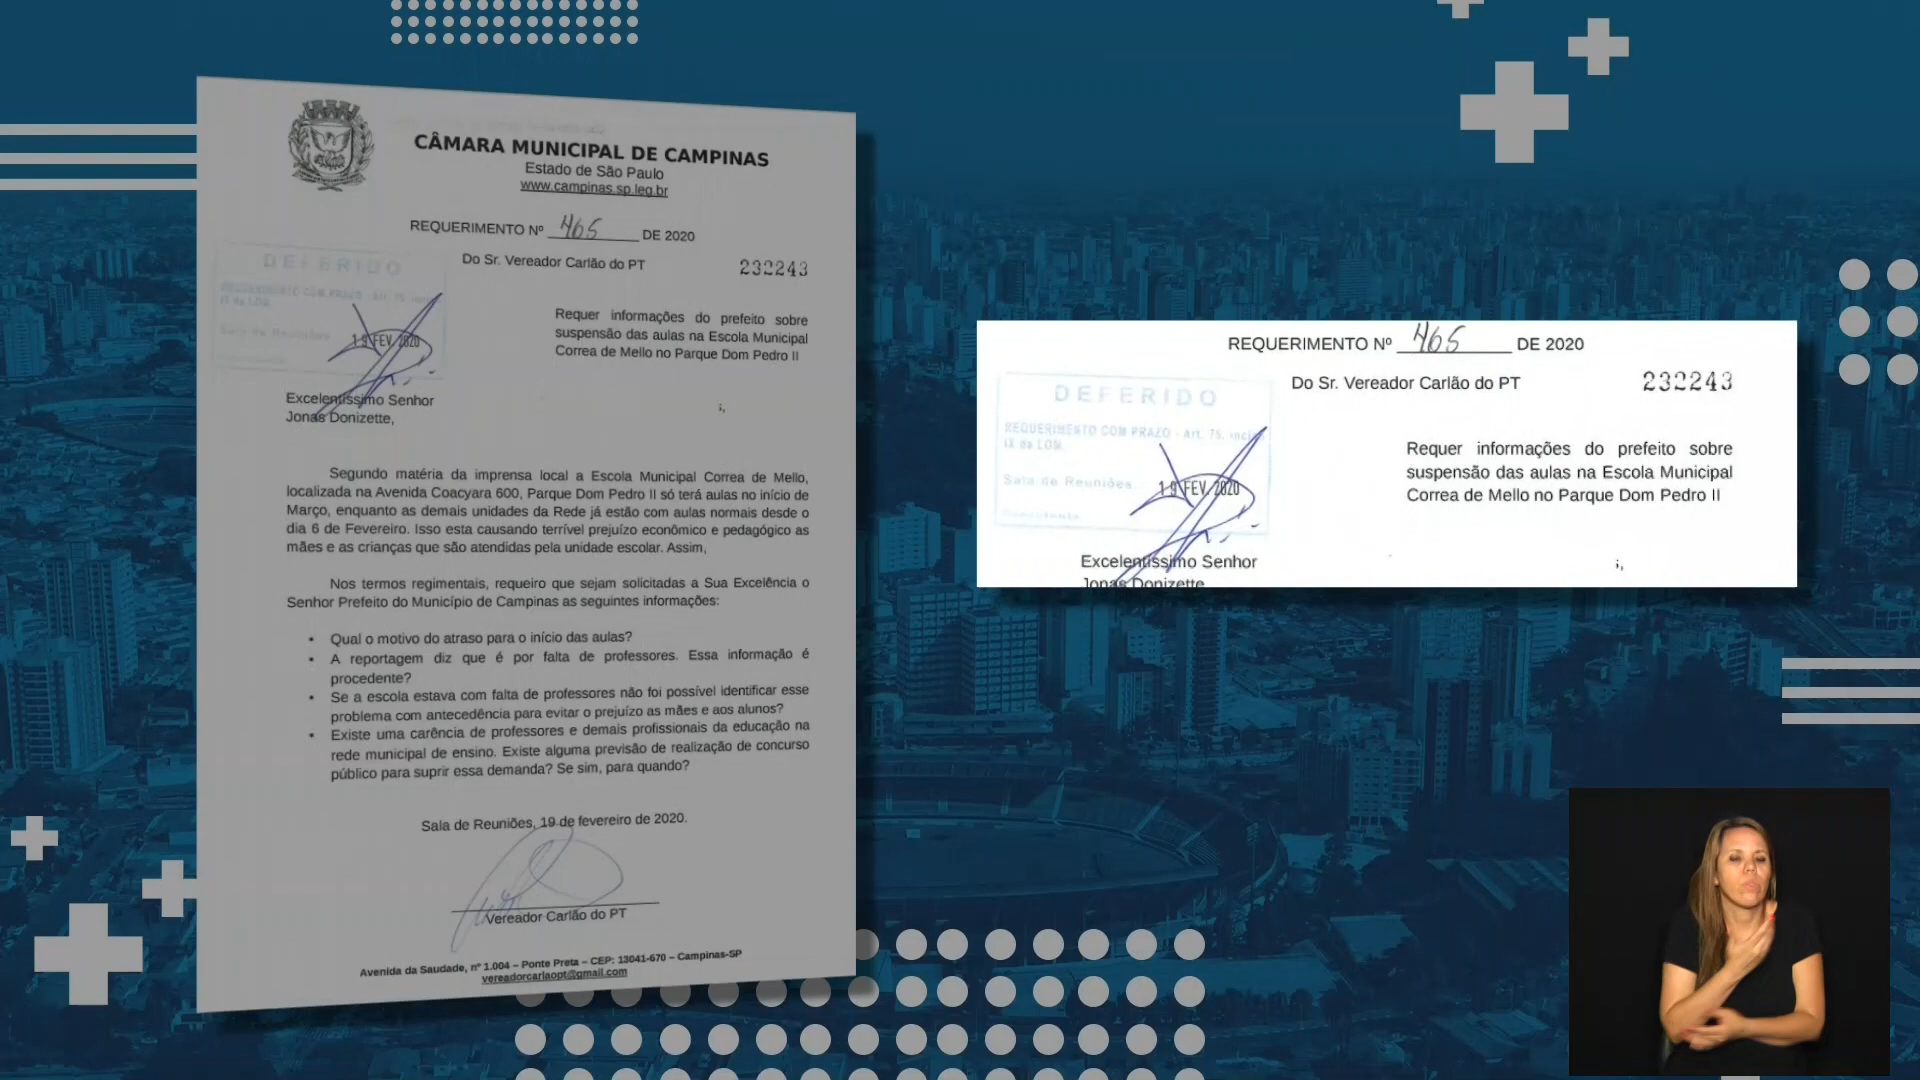 CÂMARA MUNICIPAL DE CAMPINAS
Estado de São Paulo
www.campinas.sp.leg.br
REQUERIMENTO Nº 465 DE 2020
Do Sr. Vereador Carlão do PT
232243
DEFERIDO
REQUERIMENTO COM PRAZO - Art. 75, inciso
IX da LOM
Sala de Reuniões
19 FEV. 2020
Requer informações do prefeito sobre
suspensão das aulas na Escola Municipal
Correa de Mello no Parque Dom Pedro II
Excelentíssimo Senhor
Jonas Donizette,
Segundo matéria da imprensa local a Escola Municipal Correa de Mello,
localizada na Avenida Coacyara 600, Parque Dom Pedro II só terá aulas no início de
Março, enquanto as demais unidades da Rede já estão com aulas normais desde o
dia 6 de Fevereiro. Isso esta causando terrível prejuízo econômico e pedagógico as
mães e as crianças que são atendidas pela unidade escolar. Assim,
Nos termos regimentais, requeiro que sejam solicitadas a Sua Excelência o
Senhor Prefeito do Município de Campinas as seguintes informações:
• Qual o motivo do atraso para o início das aulas?
• A reportagem diz que é por falta de professores. Essa informação é
procedente?
• Se a escola estava com falta de professores não foi possível identificar esse
problema com antecedência para evitar o prejuízo as mães e aos alunos?
• Existe uma carência de professores e demais profissionais da educação na
rede municipal de ensino. Existe alguma previsão de realização de concurso
público para suprir essa demanda? Se sim, para quando?
Sala de Reuniões, 19 de fevereiro de 2020.
Vereador Carlão do PT
Avenida da Saudade, nº 1.004 – Ponte Preta – CEP: 13041-670 – Campinas-SP
vereadorcarlaopt@gmail.com
REQUERIMENTO Nº 465 DE 2020
Do Sr. Vereador Carlão do PT
232243
DEFERIDO
REQUERIMENTO COM PRAZO - Art. 75, inciso
IX da LOM.
Sala de Reuniões,
19 FEV. 2020
Requer informações do prefeito sobre
suspensão das aulas na Escola Municipal
Correa de Mello no Parque Dom Pedro II
Excelentíssimo Senhor
Jonas Donizette